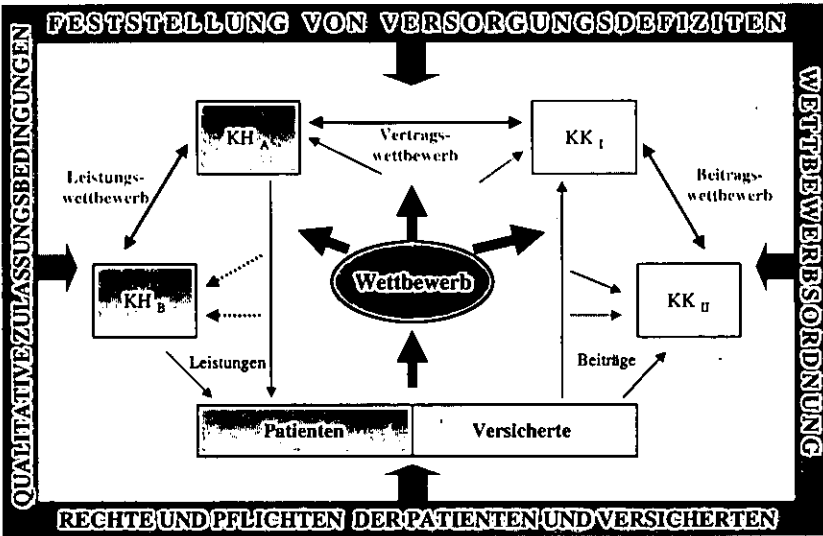 FESTSTELLUNG VON VERSORGUNGSDEFIZITEN
QUALITATIVE ZULASSUNGSBEDINGUNGEN
WETTBEWERBSORDNUNG
KH A
Vertrags-
wettbewerb
KK I
Leistungs-
wettbewerb
Beitrags-
wettbewerb
KH B
Wettbewerb
KK II
Leistungen
Beiträge
Patienten
Versicherte
RECHTE UND PFLICHTEN DER PATIENTEN UND VERSICHERTEN